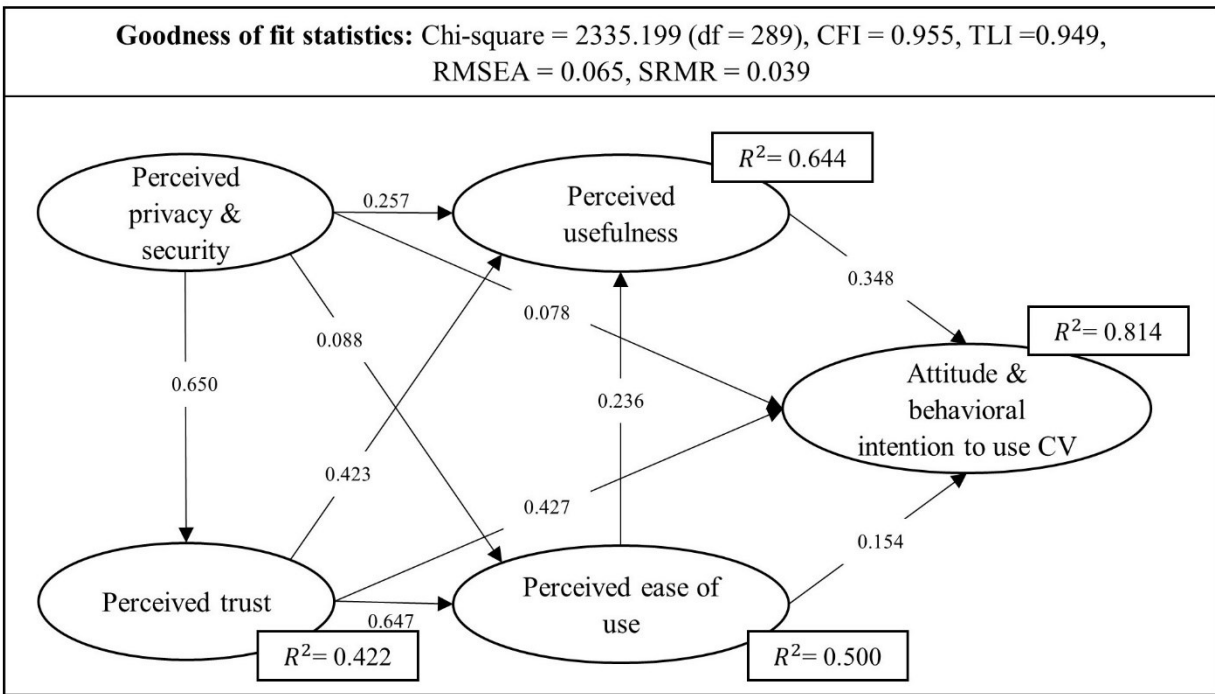 Goodness of fit statistics: Chi-square = 2335.199 (df = 289), CFI = 0.955, TLI =0.949,
RMSEA = 0.065, SRMR = 0.039
Perceived
privacy &
security
0.257
Perceived
usefulness
R²= 0.644
0.348
0.078
0.088
0.650
0.236
R²= 0.814
Attitude &
behavioral
intention to use CV
0.423
0.427
0.154
Perceived trust
R²= 0.422
0.647
Perceived ease of
use
R²= 0.500